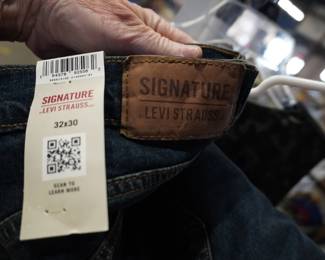 SIGNATURE
LEVI STRAUSS
32x30
SCAN TO
LEARN MORE
SIGNATURE
LEVI STRAUSS